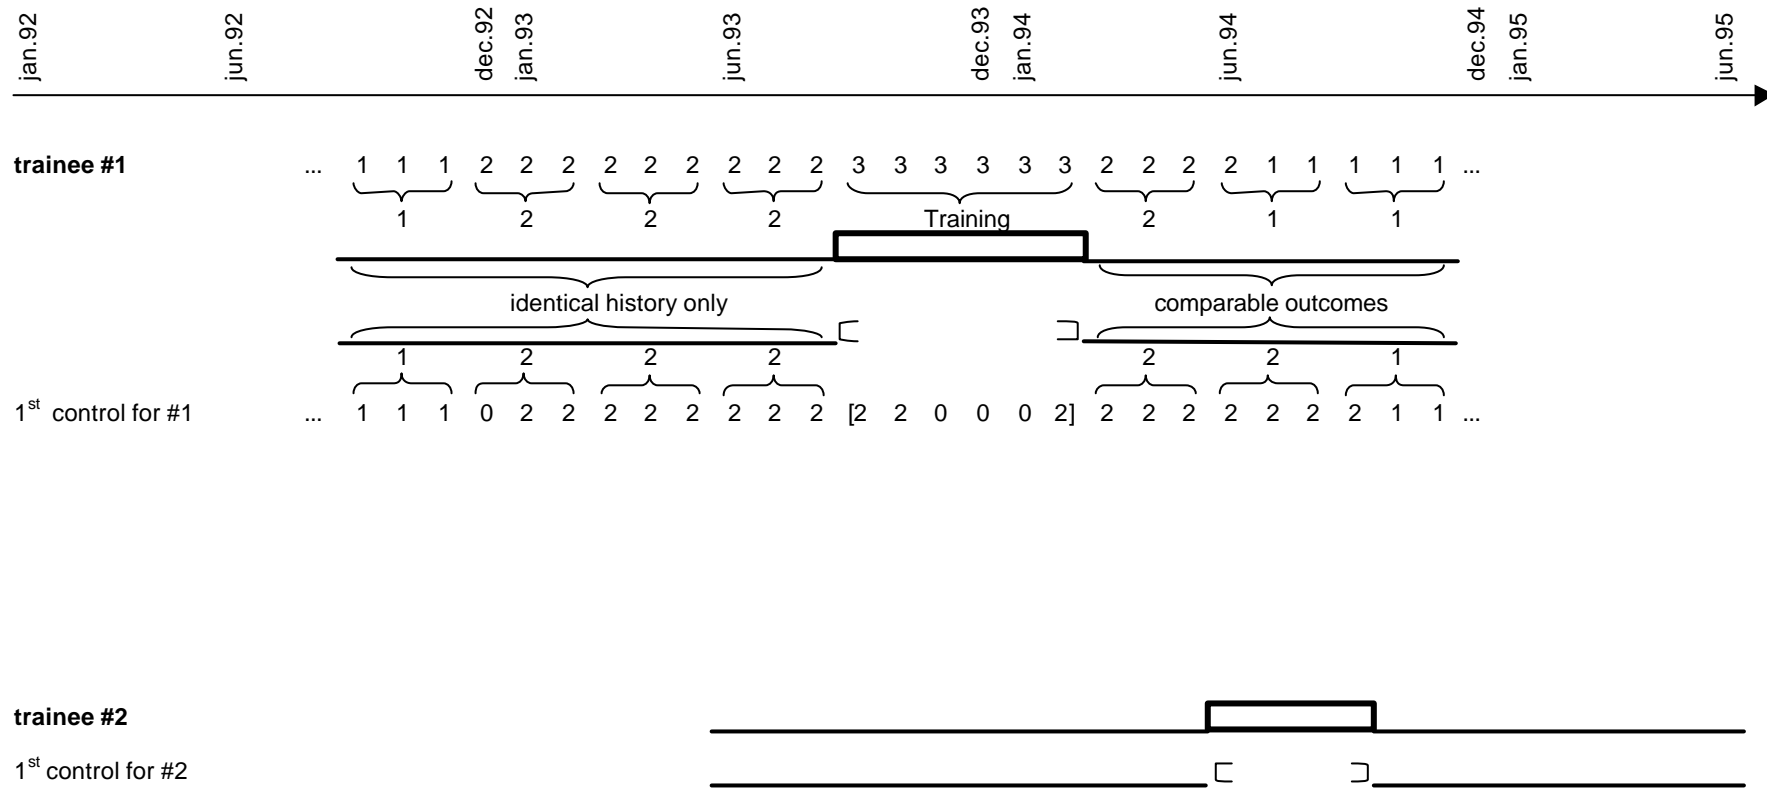 jan.92 jun.92 dec.92 jan.93 jun.93 dec.93 jan.94 jun.94 dec.94 jan.95 jun.95
trainee #1 ... 1 1 1 2 2 2 2 2 2 2 2 2 3 3 3 3 3 3 2 2 2 2 1 1 1 1 1 ...
1 2 2 2 Training 2 1 1
identical history only comparable outcomes
1 2 2 2 2 2 1
1st control for #1 ... 1 1 1 0 2 2 2 2 2 2 2 2 [2 2 0 0 0 2] 2 2 2 2 2 2 2 1 1 ...
trainee #2
1st control for #2